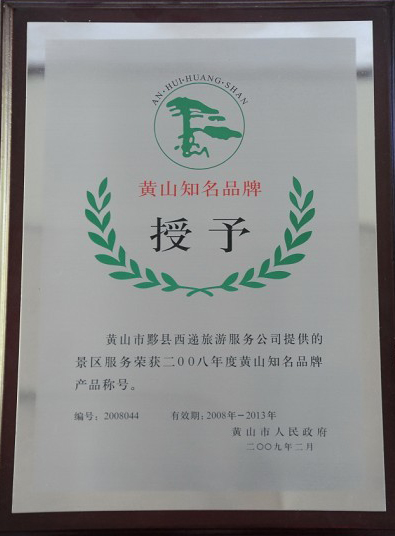 AN·HUI·HUANG·SHAN
黄山知名品牌
授予
黄山市黟县西递旅游服务公司提供的
景区服务荣获二00八年度黄山知名品牌
产品称号。
编号：2008044 有效期：2008年－2013年
黄山市人民政府
二〇〇九年二月